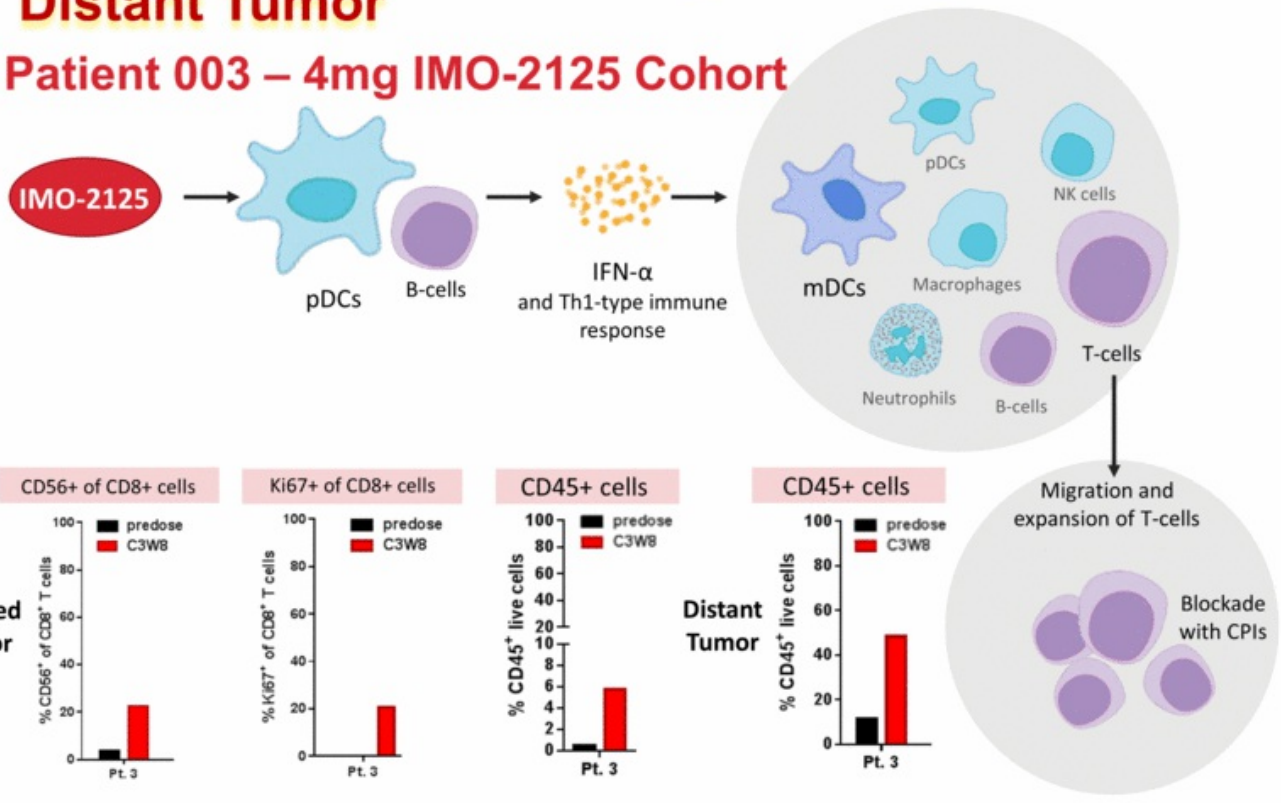 Distant Tumor
Patient 003 – 4mg IMO-2125 Cohort
IMO-2125
pDCs
B-cells
IFN-α
and Th1-type immune
response
pDCs
NK cells
mDCs
Macrophages
T-cells
Neutrophils
B-cells
Migration and
expansion of T-cells
Blockade
with CPIs
CD56+ of CD8+ cells
predose
C3W8
% CD56⁺ of CD8⁺ T cells
100
80
60
40
20
0
Pt. 3
Ki67+ of CD8+ cells
predose
C3W8
% Ki67⁺ of CD8⁺ T cells
100
80
60
40
20
0
Pt. 3
CD45+ cells
predose
C3W8
% CD45⁺ live cells
100
80
60
40
20
10
8
6
4
2
0
Pt. 3
Distant
Tumor
CD45+ cells
predose
C3W8
% CD45⁺ live cells
100
80
60
40
20
0
Pt. 3